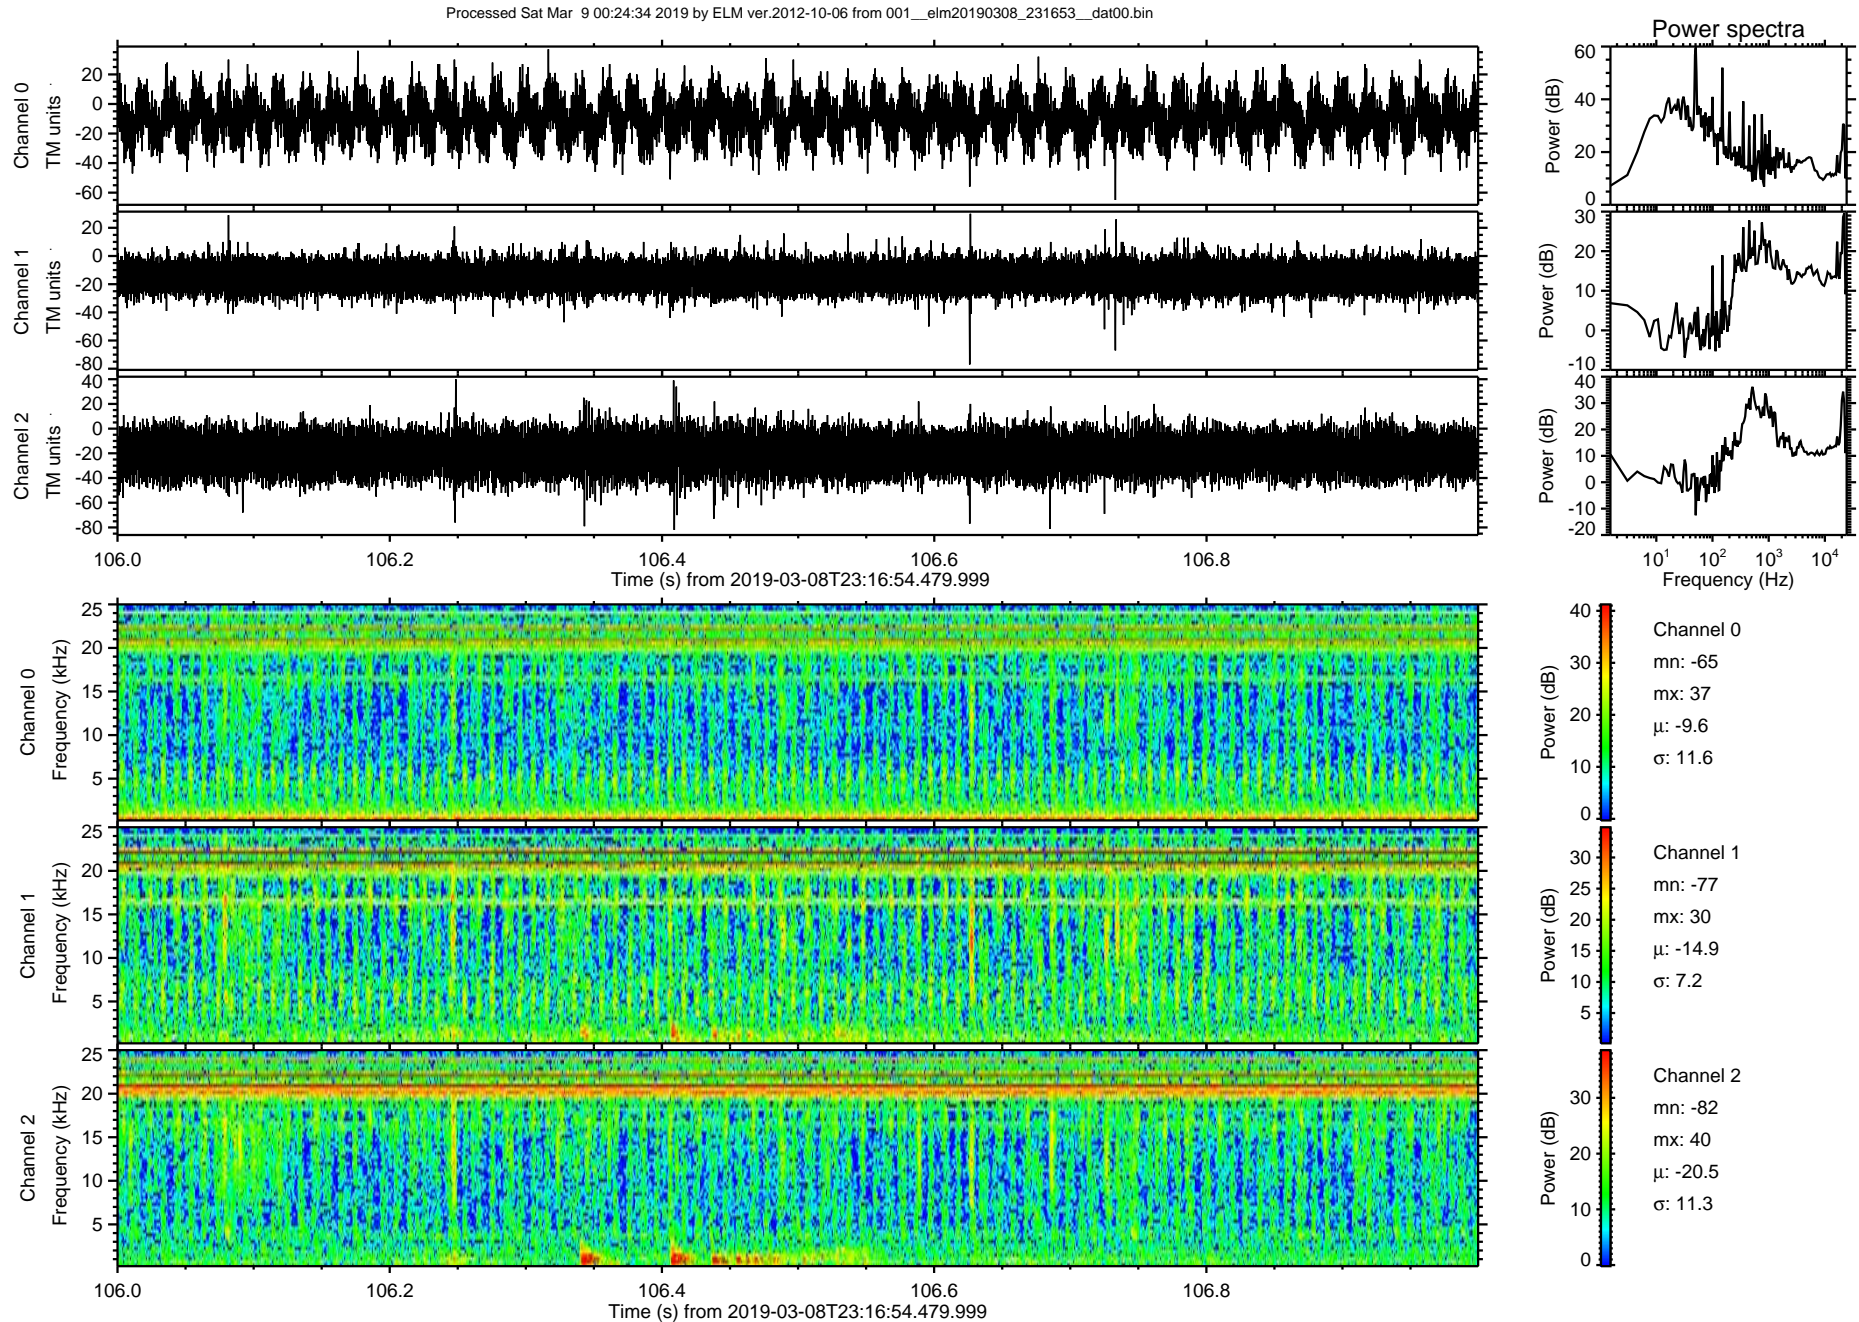 Processed Sat Mar  9 00:24:34 2019 by ELM ver.2012-10-06 from 001__elm20190308_231653__dat00.bin
Power spectra
Channel 0
TM units
20
0
-20
-40
-60
Power (dB)
60
40
20
0
Channel 1
TM units
20
0
-20
-40
-60
-80
Power (dB)
30
20
10
0
-10
Channel 2
TM units
40
20
0
-20
-40
-60
-80
Power (dB)
40
30
20
10
0
-10
-20
106.0 106.2 106.4 106.6 106.8
Time (s) from 2019-03-08T23:16:54.479.999
10^1 10^2 10^3 10^4
Frequency (Hz)
Channel 0
Frequency (kHz)
25
20
15
10
5
Power (dB)
40
30
20
10
0
Channel 0
mn: -65
mx: 37
μ: -9.6
σ: 11.6
Channel 1
Frequency (kHz)
25
20
15
10
5
Power (dB)
30
25
20
15
10
5
Channel 1
mn: -77
mx: 30
μ: -14.9
σ: 7.2
Channel 2
Frequency (kHz)
25
20
15
10
5
Power (dB)
30
20
10
0
Channel 2
mn: -82
mx: 40
μ: -20.5
σ: 11.3
106.0 106.2 106.4 106.6 106.8
Time (s) from 2019-03-08T23:16:54.479.999